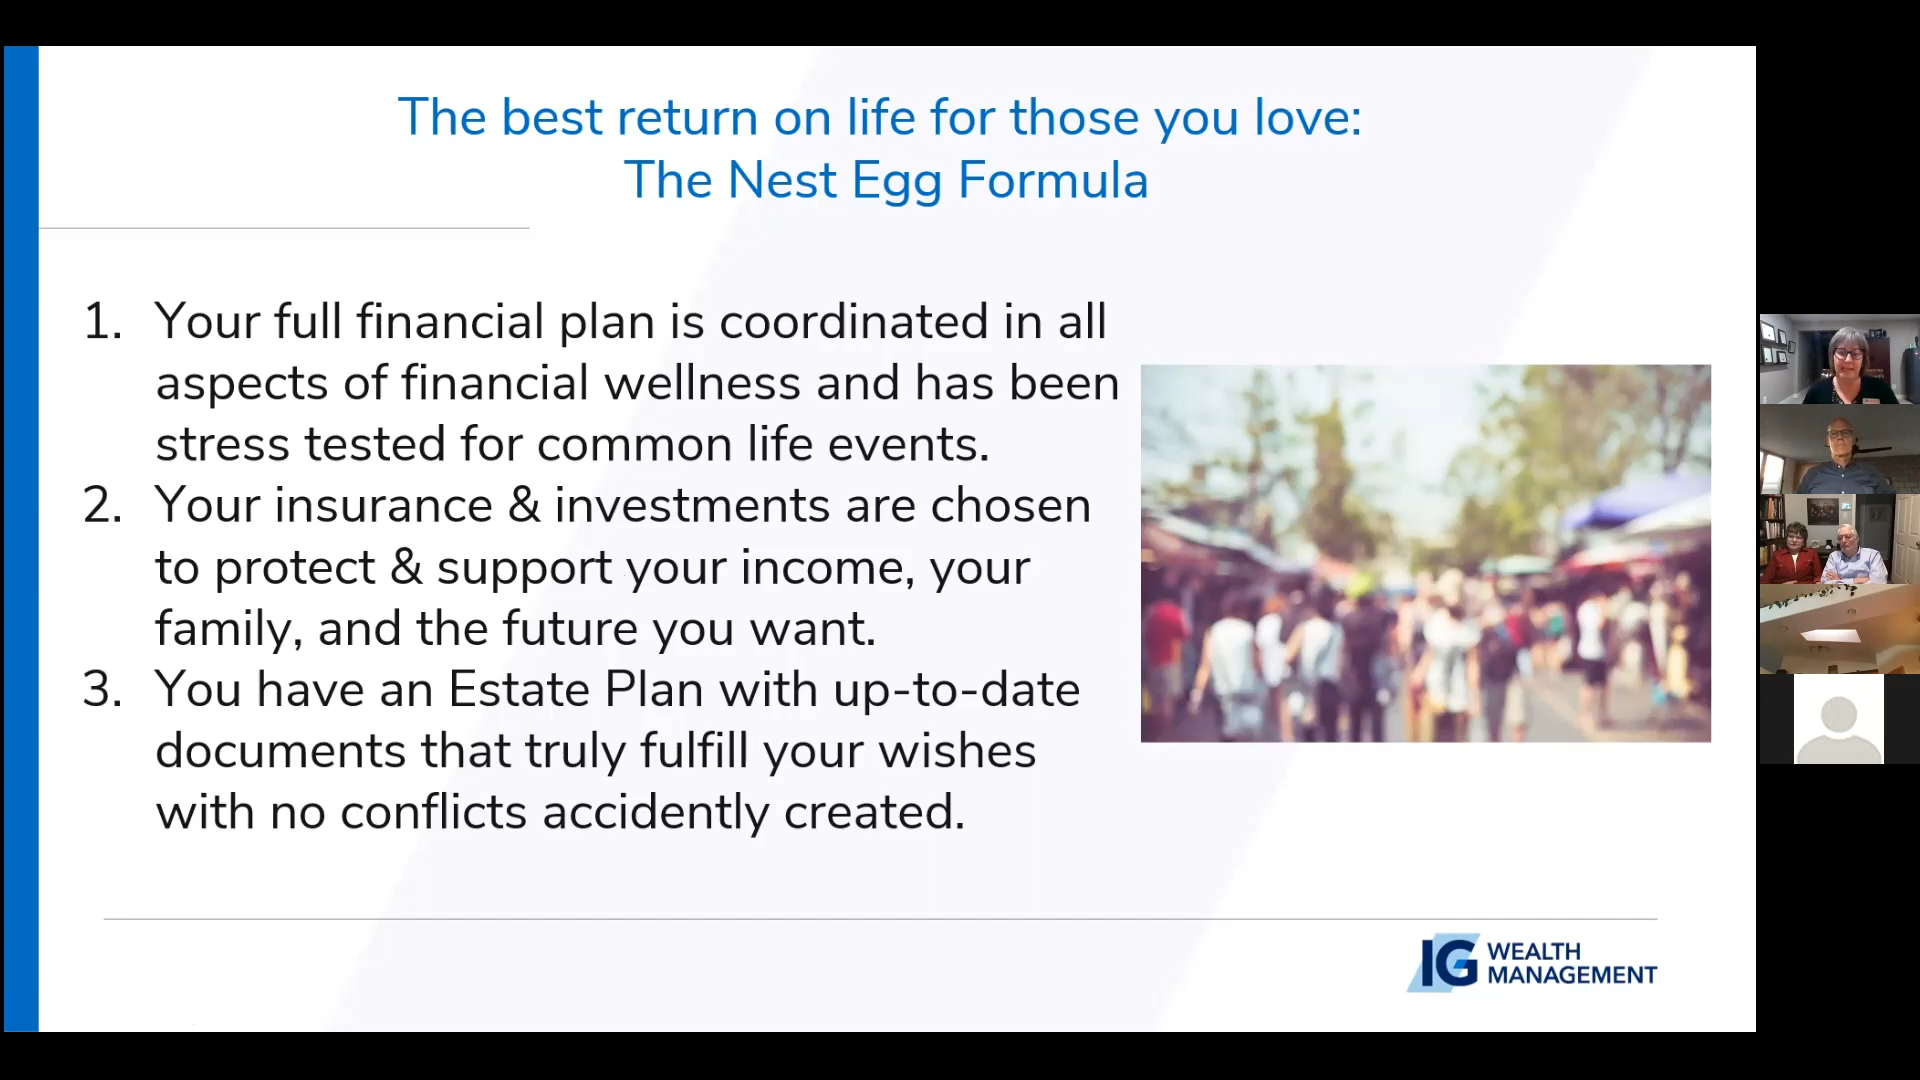 The best return on life for those you love:
The Nest Egg Formula
1. Your full financial plan is coordinated in all
aspects of financial wellness and has been
stress tested for common life events.
2. Your insurance & investments are chosen
to protect & support your income, your
family, and the future you want.
3. You have an Estate Plan with up-to-date
documents that truly fulfill your wishes
with no conflicts accidently created.
IG WEALTH
MANAGEMENT